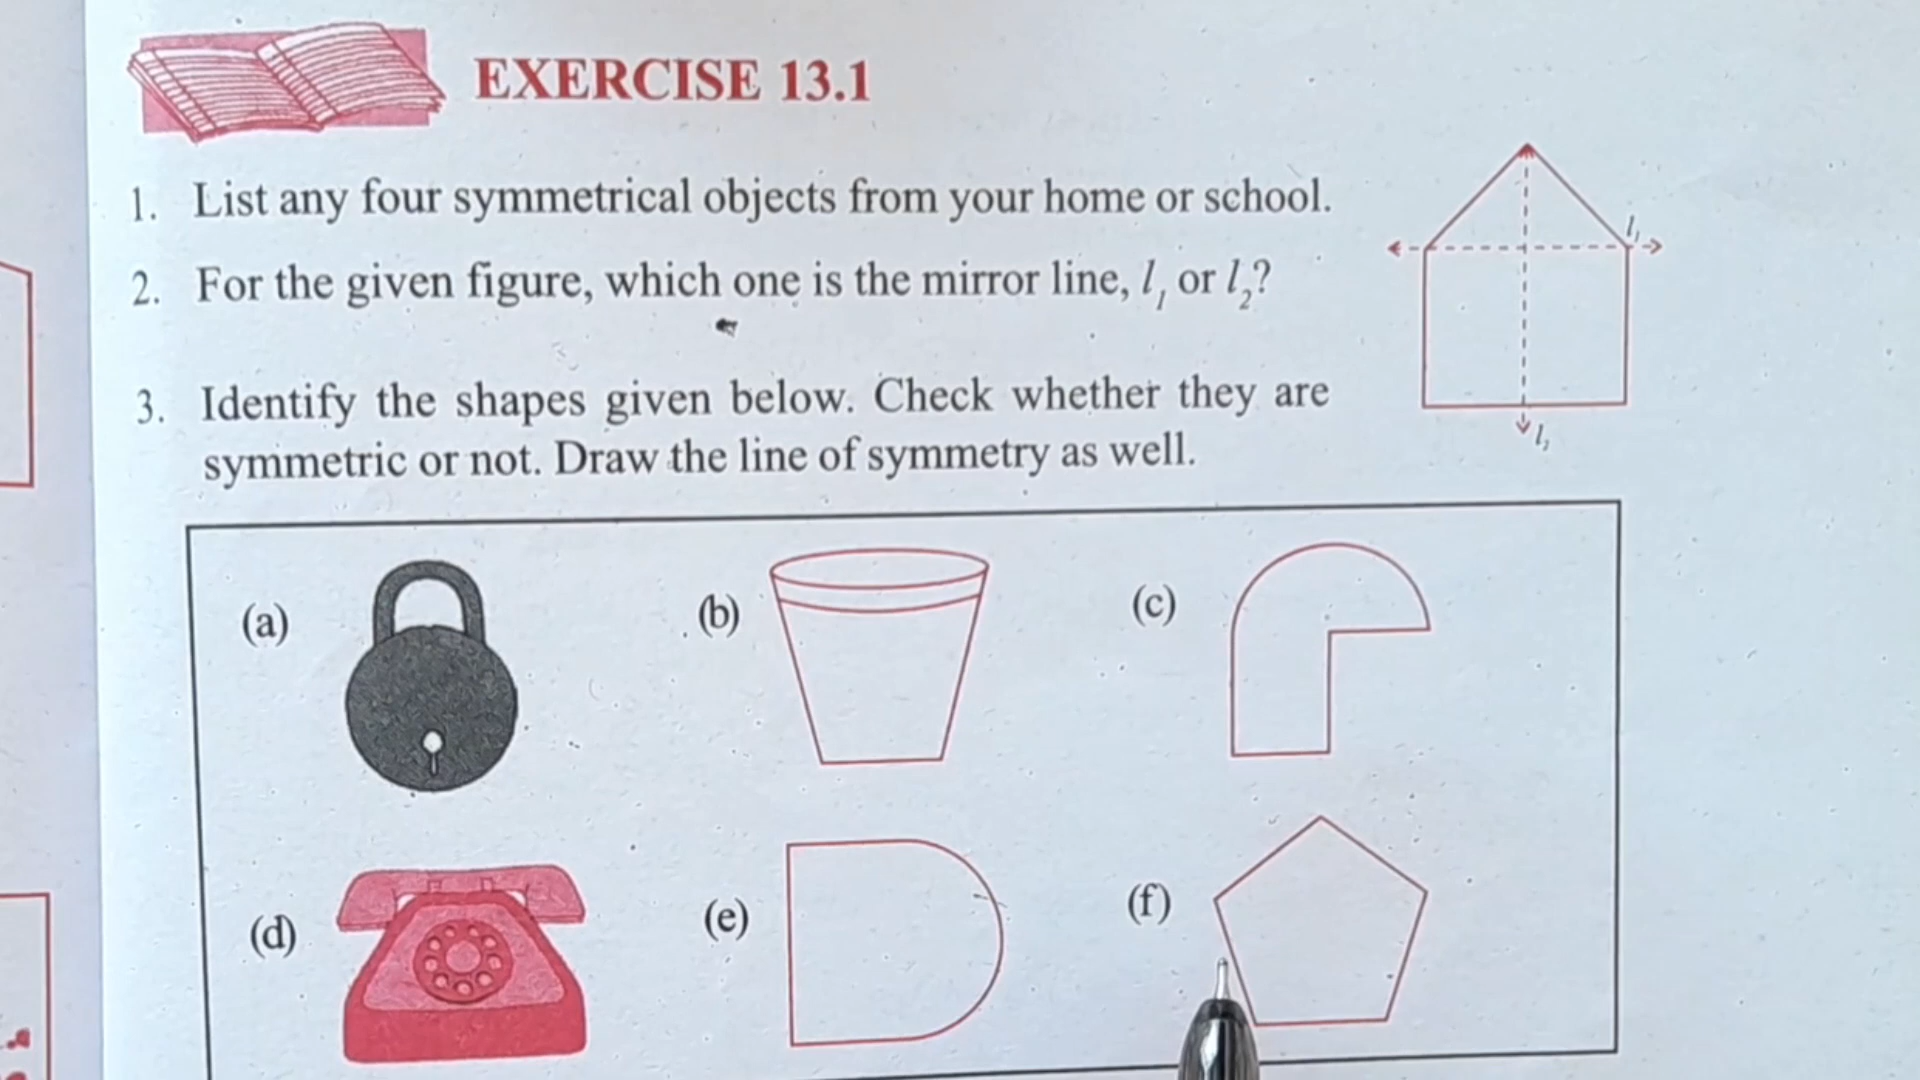 EXERCISE 13.1
1. List any four symmetrical objects from your home or school.
2. For the given figure, which one is the mirror line, l₁ or l₂?
l₁
l₂
3. Identify the shapes given below. Check whether they are
symmetric or not. Draw the line of symmetry as well.
(a)
(b)
(c)
(d)
(e)
(f)